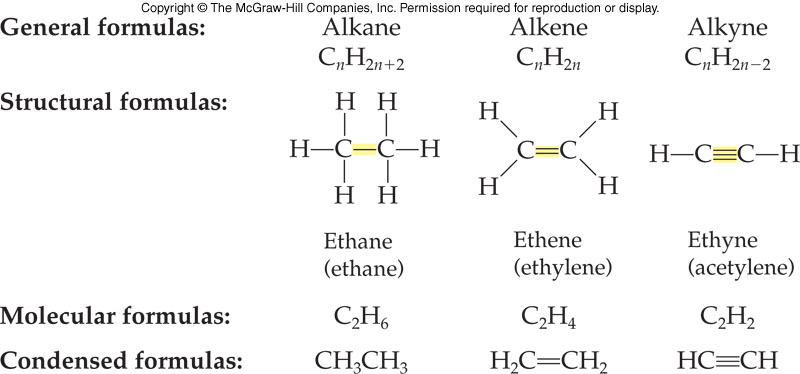 Copyright © The McGraw-Hill Companies, Inc. Permission required for reproduction or display.
General formulas: Alkane Alkene Alkyne
CₙH₂ₙ₊₂ CₙH₂ₙ CₙH₂ₙ₋₂
Structural formulas: H H H H
H—C—C—H C=C H—C≡C—H
H H H H
Ethane Ethene Ethyne
(ethane) (ethylene) (acetylene)
Molecular formulas: C₂H₆ C₂H₄ C₂H₂
Condensed formulas: CH₃CH₃ H₂C=CH₂ HC≡CH